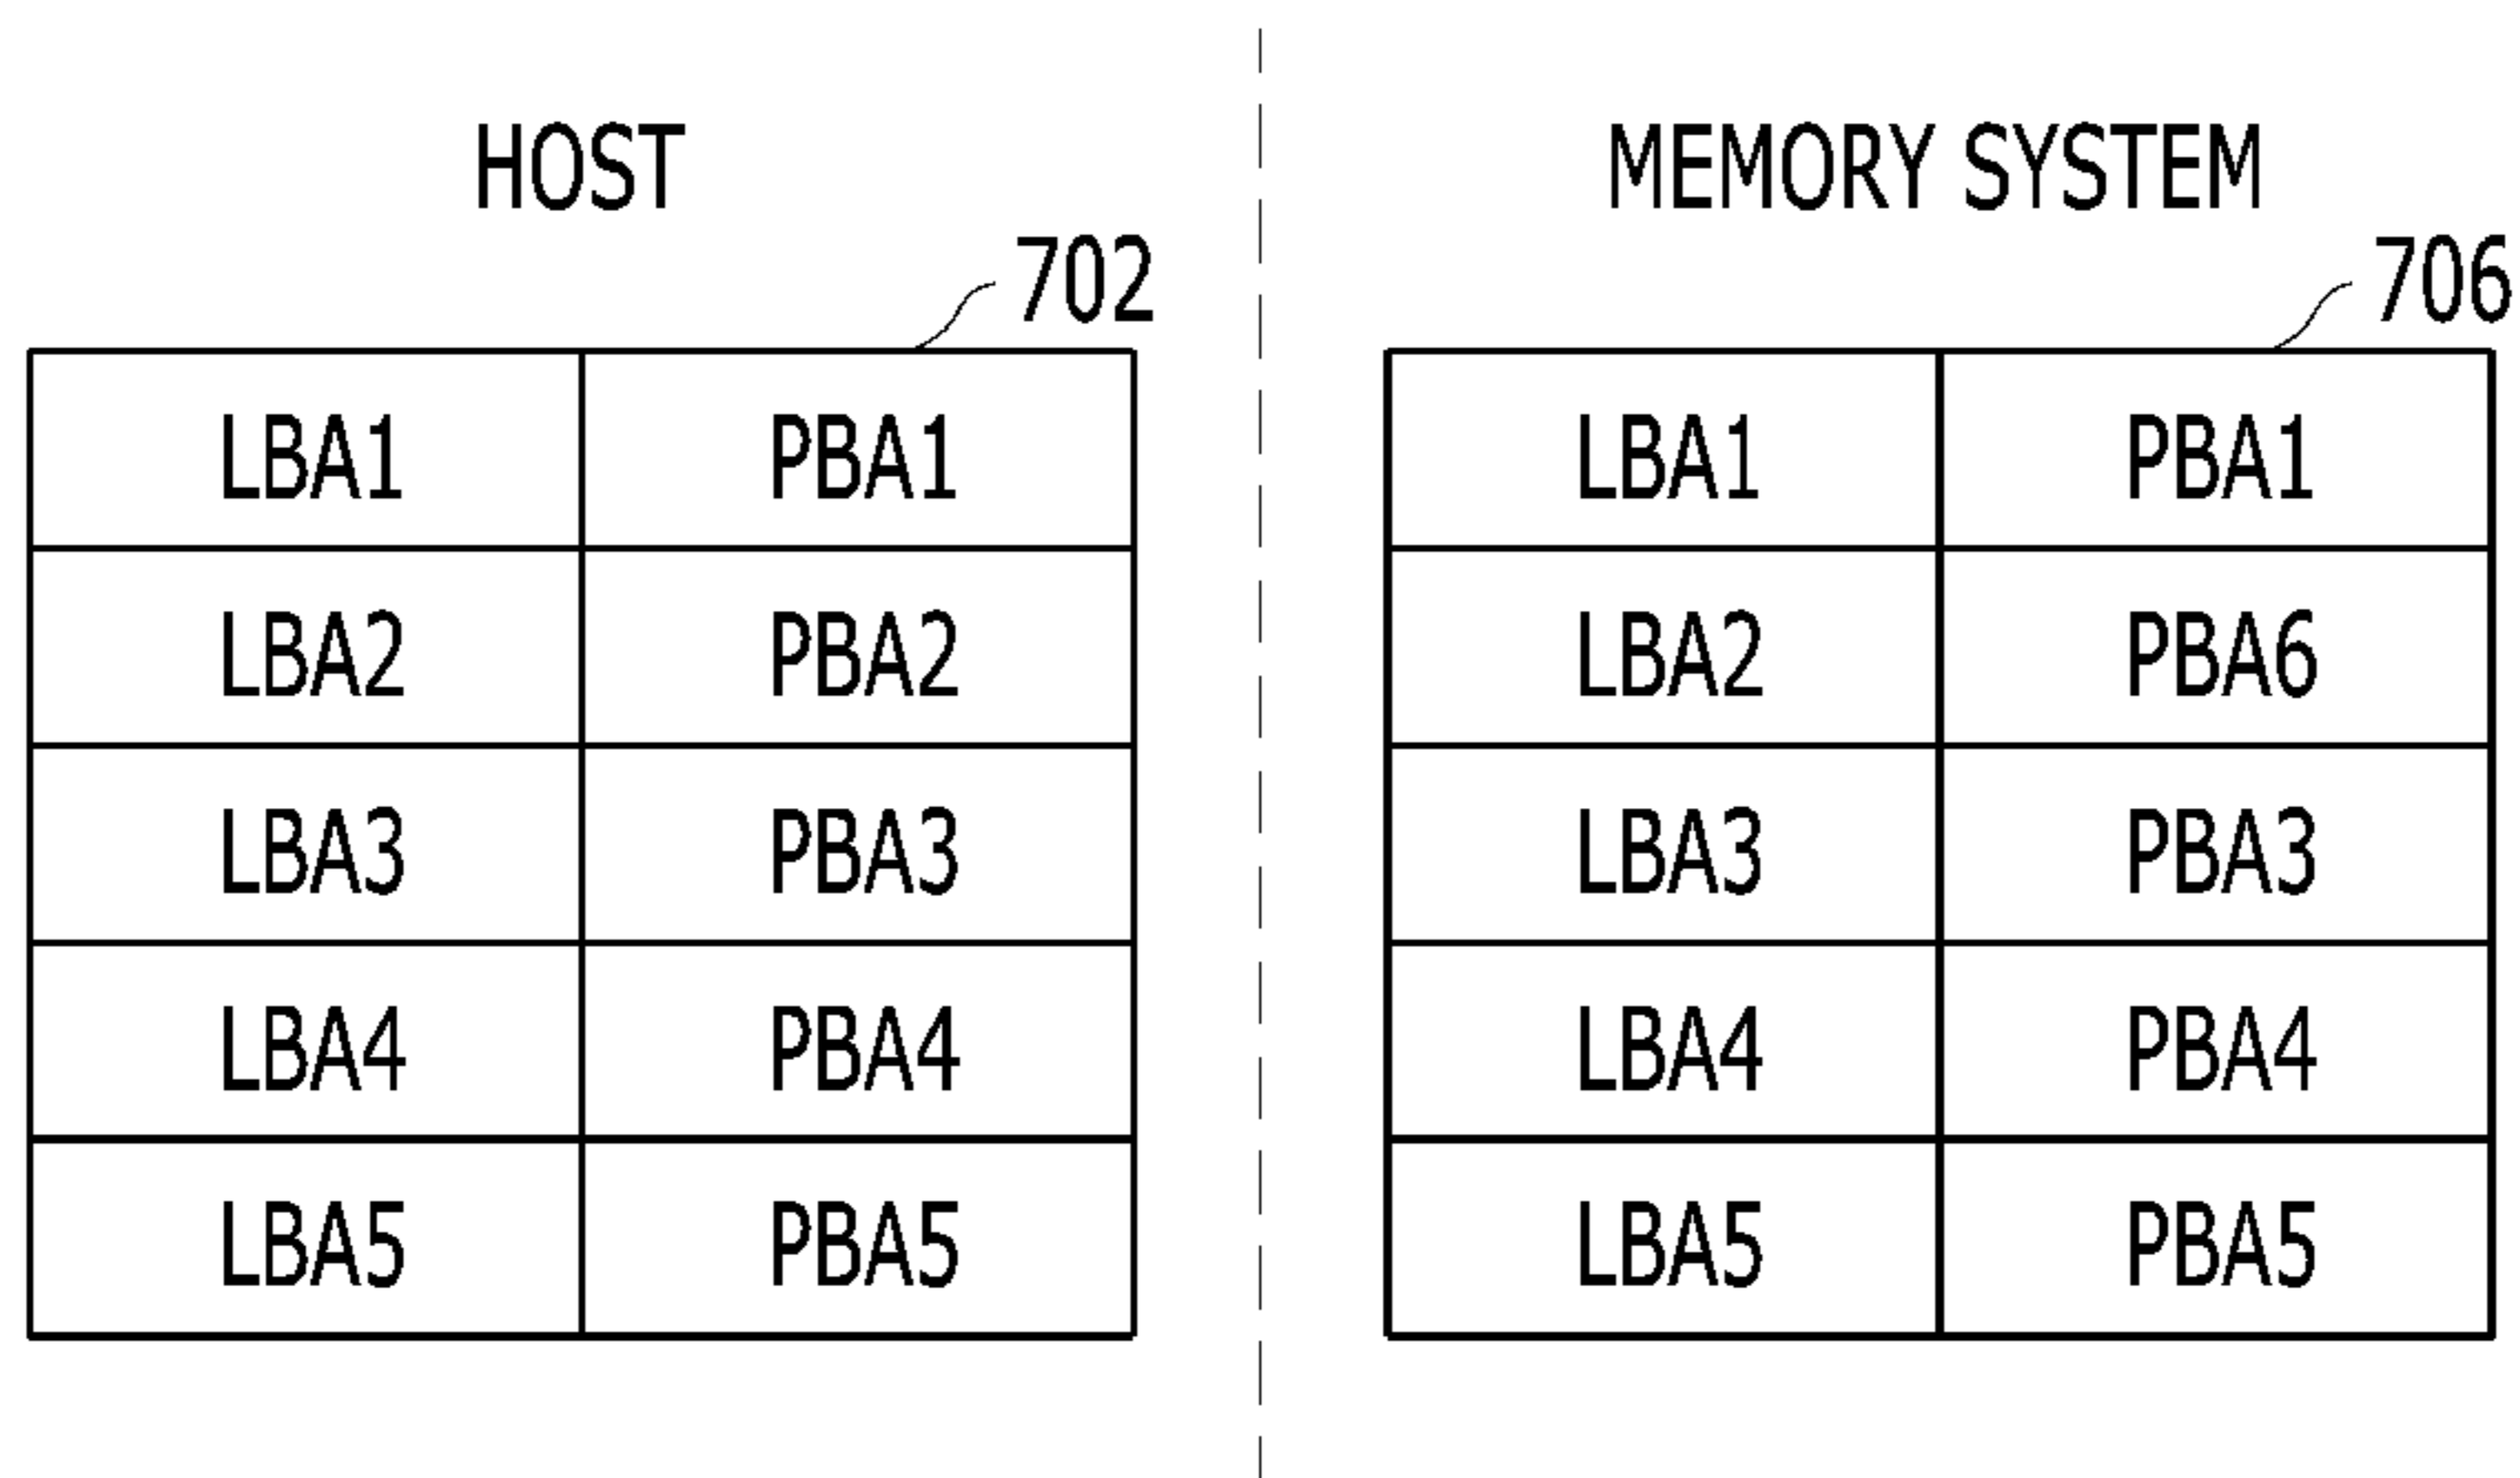 HOST
702
LBA1 PBA1
LBA2 PBA2
LBA3 PBA3
LBA4 PBA4
LBA5 PBA5
MEMORY SYSTEM
706
LBA1 PBA1
LBA2 PBA6
LBA3 PBA3
LBA4 PBA4
LBA5 PBA5